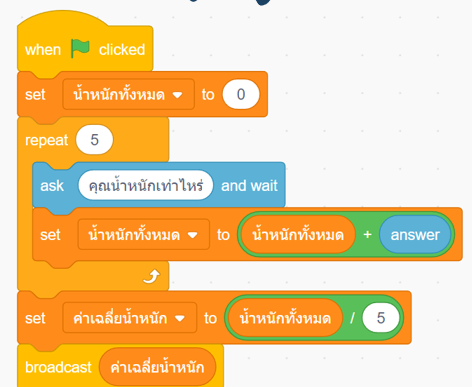 when clicked
set น้ำหนักทั้งหมด to 0
repeat 5
ask คุณน้ำหนักเท่าไหร่ and wait
set น้ำหนักทั้งหมด to น้ำหนักทั้งหมด + answer
set ค่าเฉลี่ยน้ำหนัก to น้ำหนักทั้งหมด / 5
broadcast ค่าเฉลี่ยน้ำหนัก